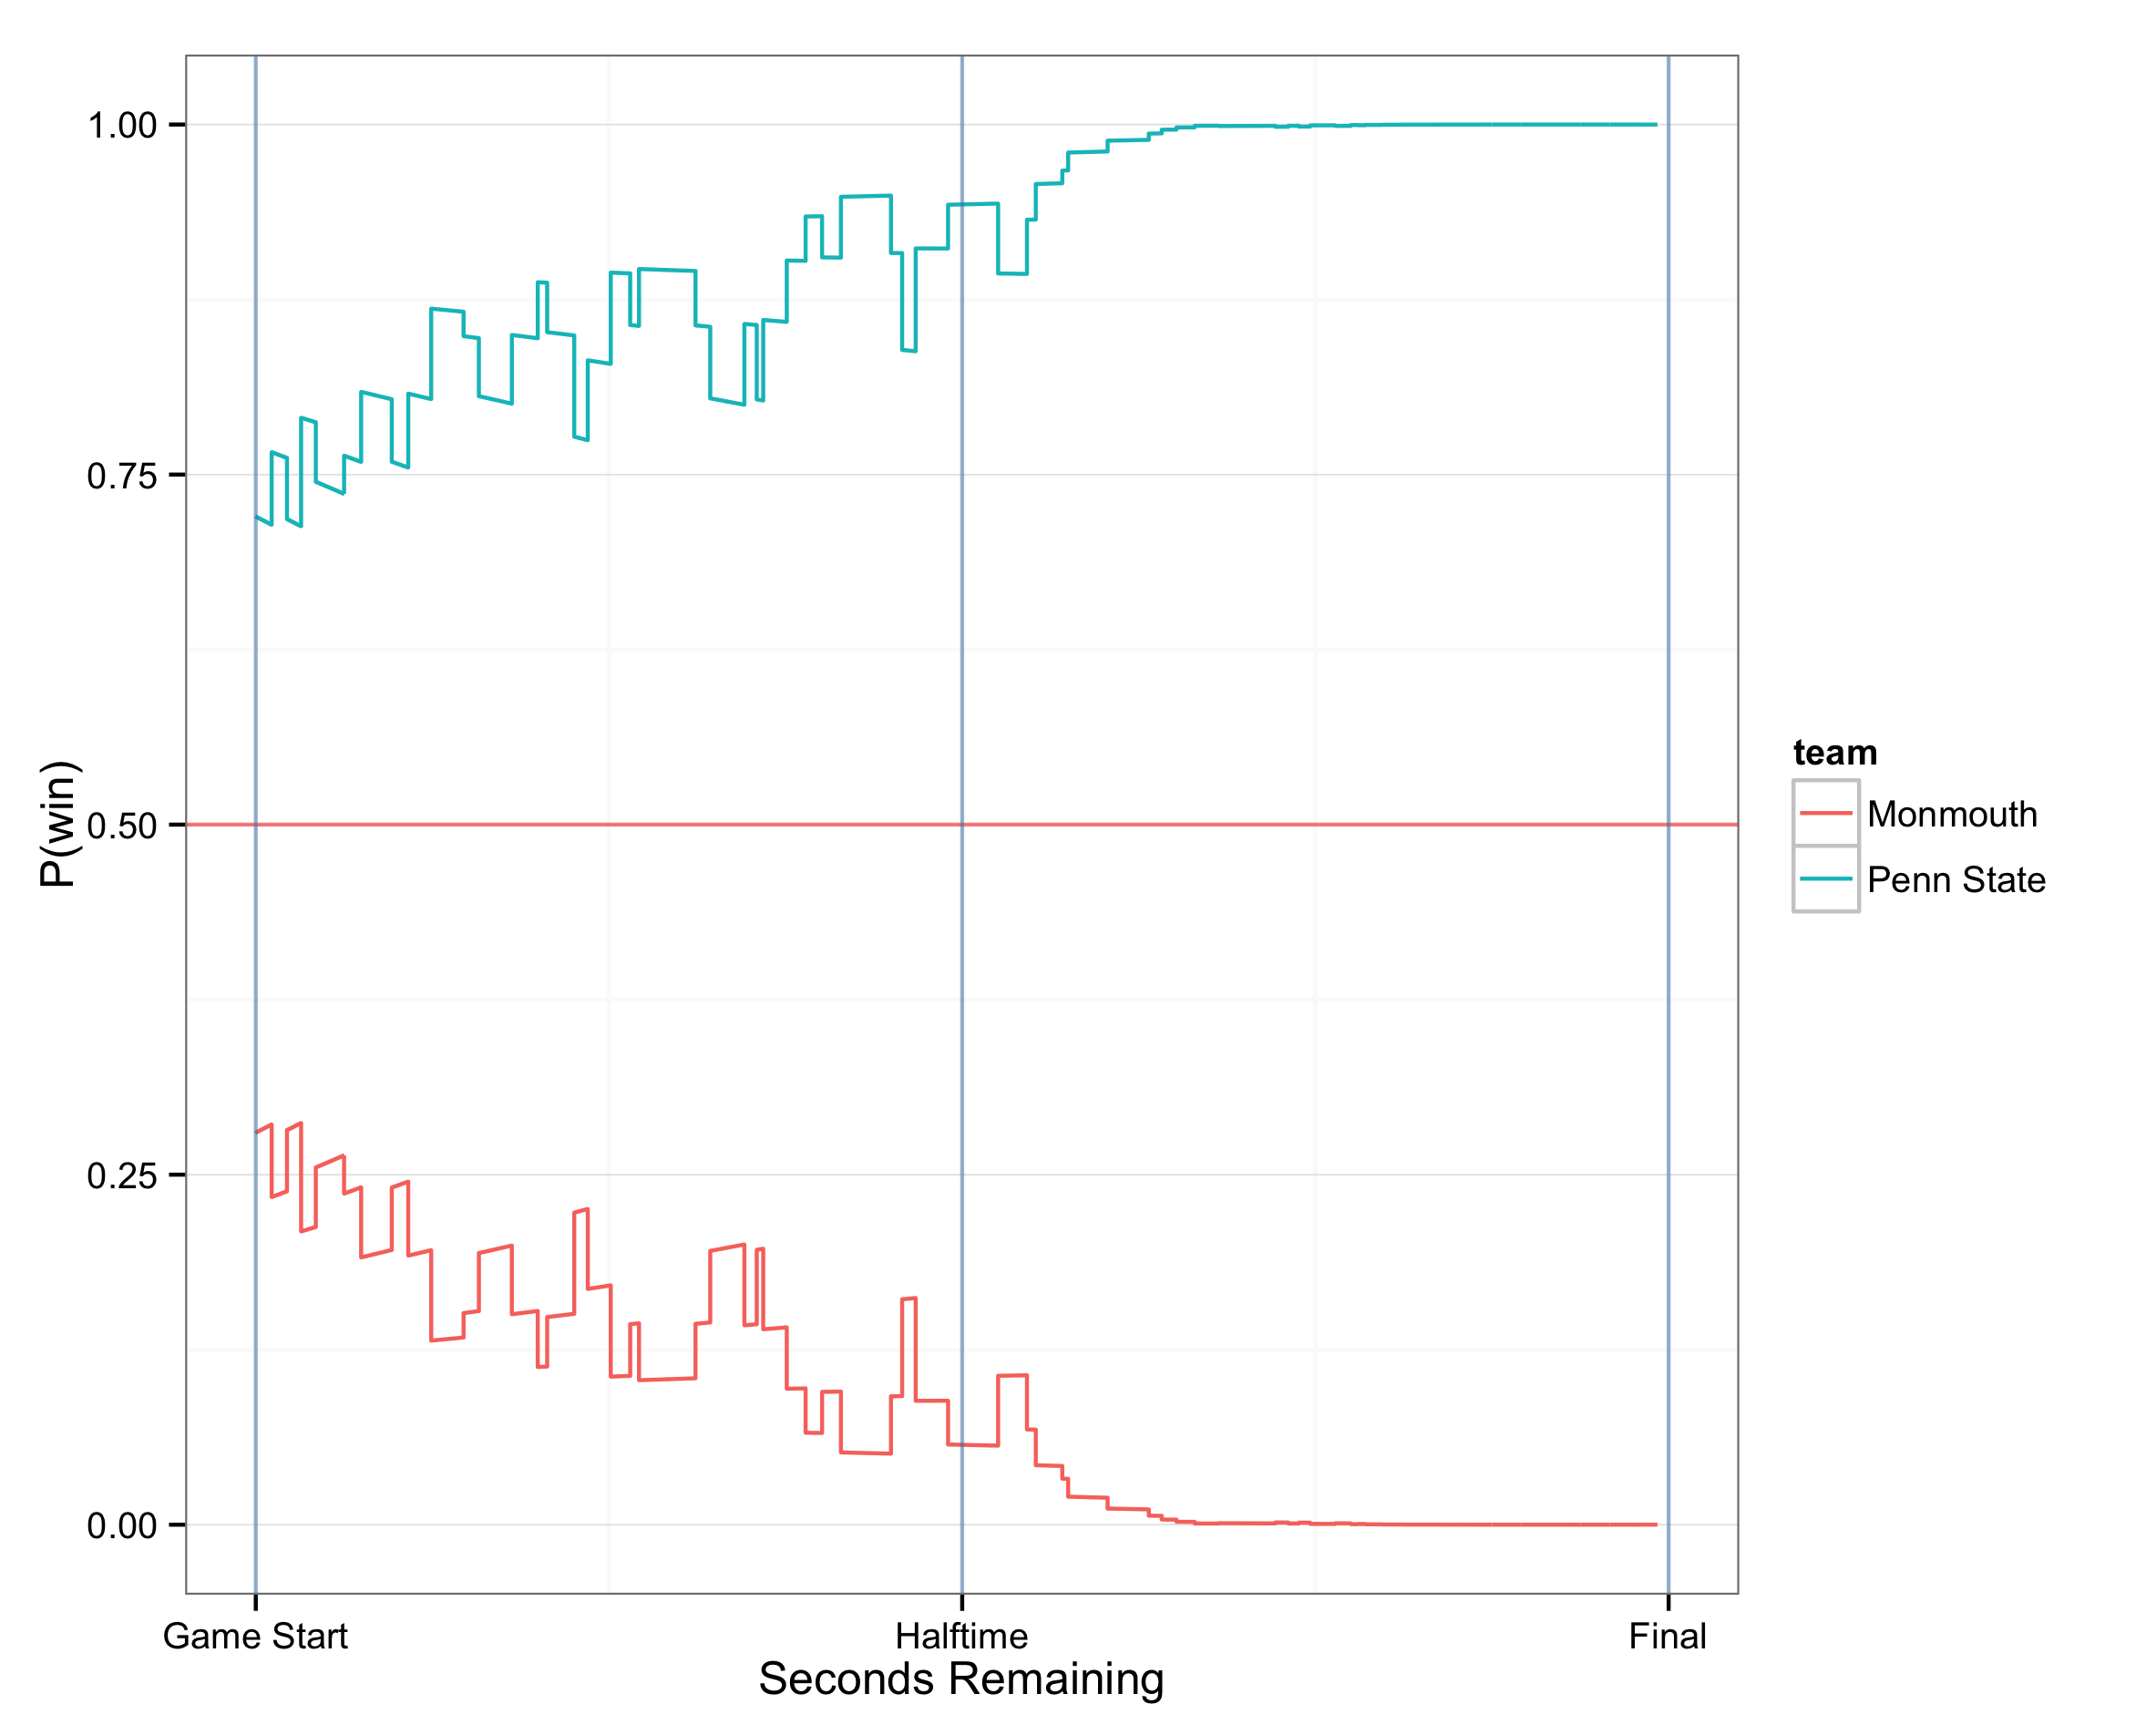 1.00
0.75
0.50
0.25
0.00
P(win)
Game Start
Halftime
Final
Seconds Remaining
team
Monmouth
Penn State